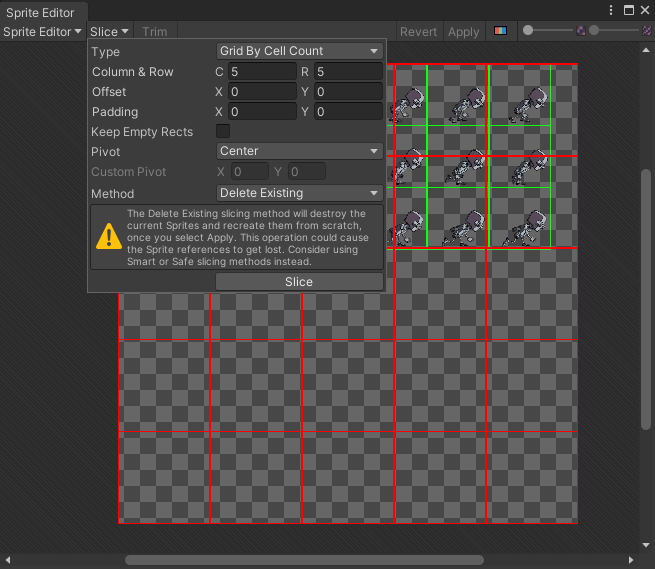 Sprite Editor
Sprite Editor Slice Trim Revert Apply
Type Grid By Cell Count
Column & Row C 5 R 5
Offset X 0 Y 0
Padding X 0 Y 0
Keep Empty Rects
Pivot Center
Custom Pivot X 0 Y 0
Method Delete Existing
The Delete Existing slicing method will destroy the
current Sprites and recreate them from scratch,
once you select Apply. This operation could cause
the Sprite references to get lost. Consider using
Smart or Safe slicing methods instead.
Slice